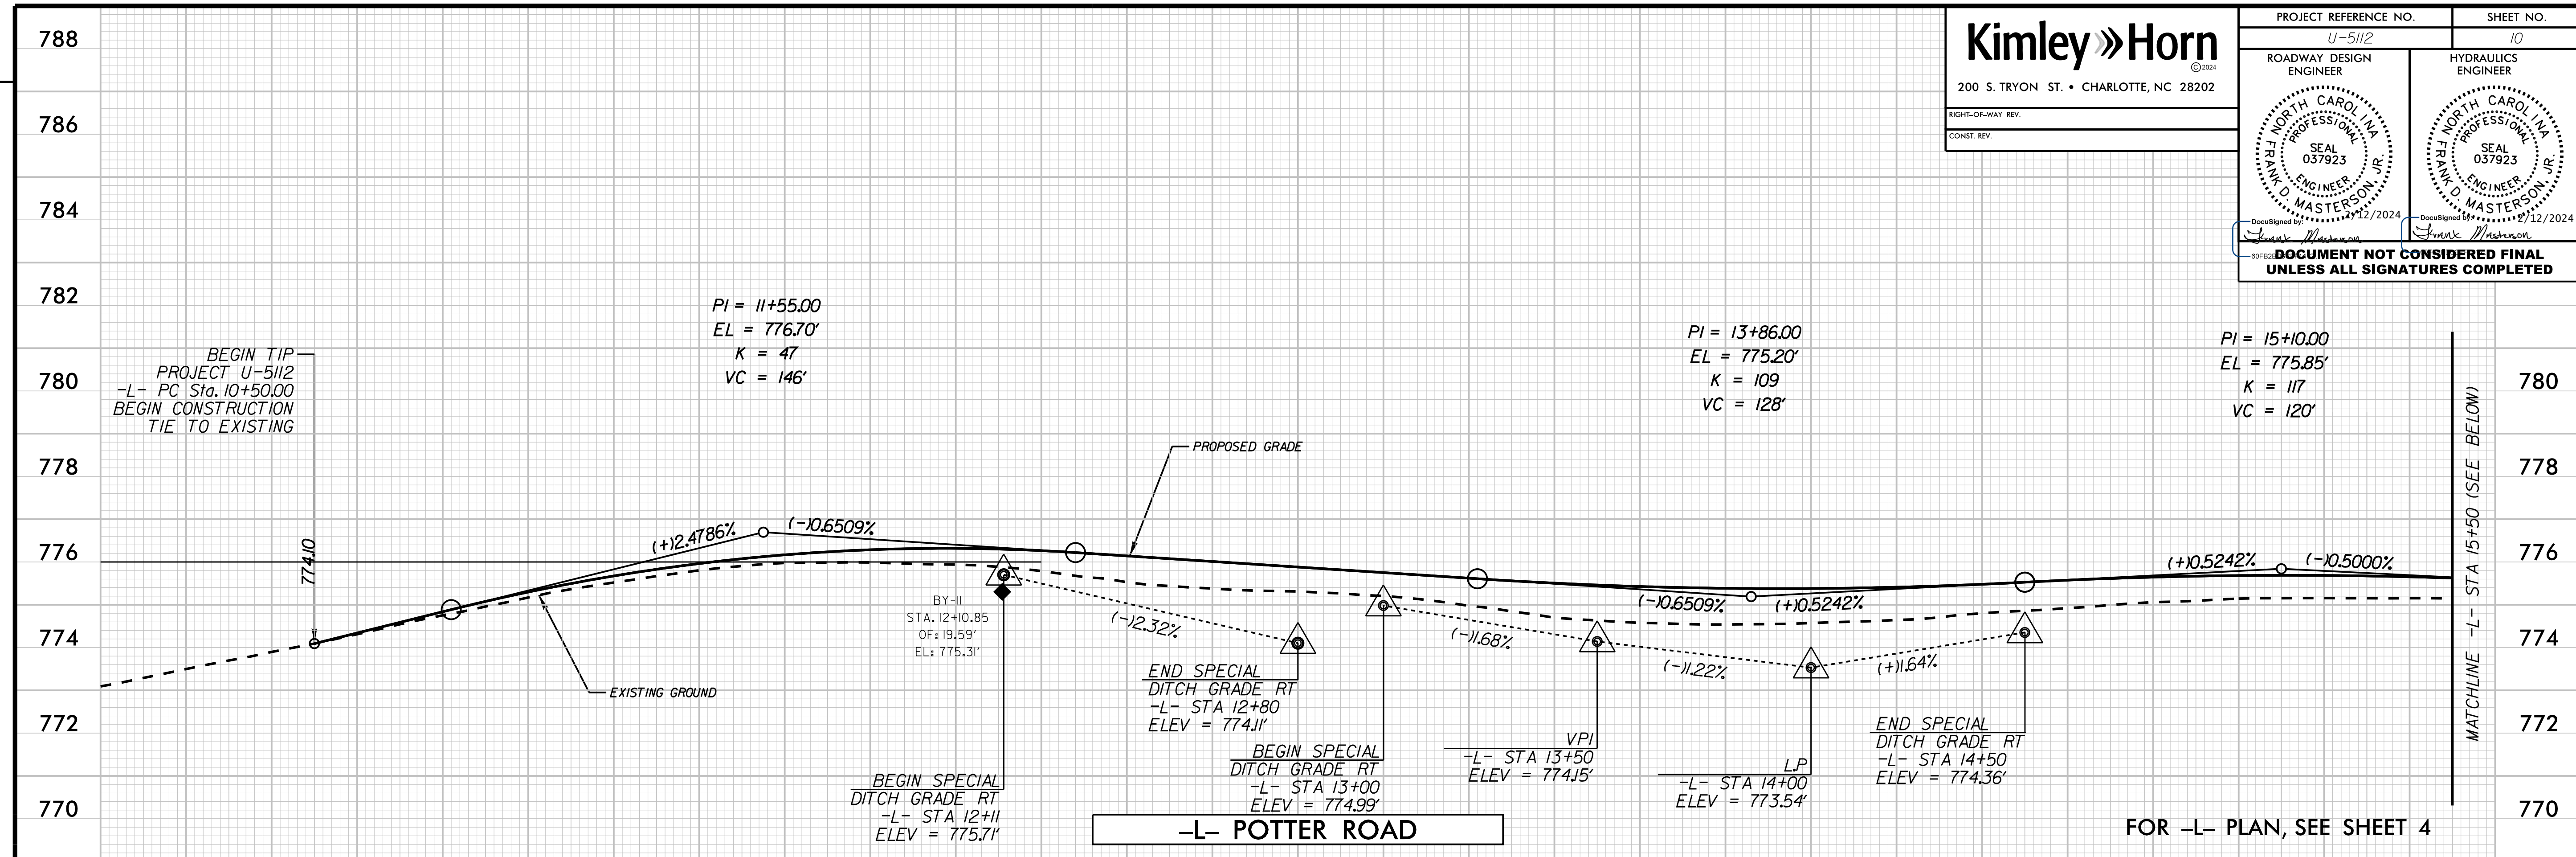 788
786
784
782
780
778
776
774
772
770
Kimley Horn
© 2024
200 S. TRYON ST. • CHARLOTTE, NC 28202
RIGHT-OF-WAY REV.
CONST. REV.
PROJECT REFERENCE NO.
SHEET NO.
U-5112
10
ROADWAY DESIGN
ENGINEER
HYDRAULICS
ENGINEER
NORTH CAROLINA
PROFESSIONAL
SEAL
037923
ENGINEER
FRANK D. MASTERSON, JR.
2/12/2024
DocuSigned by:
Frank Masterson
NORTH CAROLINA
PROFESSIONAL
SEAL
037923
ENGINEER
FRANK D. MASTERSON, JR.
2/12/2024
DocuSigned by:
Frank Masterson
DOCUMENT NOT CONSIDERED FINAL
UNLESS ALL SIGNATURES COMPLETED
PI = 11+55.00
EL = 776.70'
K = 47
VC = 146'
PI = 13+86.00
EL = 775.20'
K = 109
VC = 128'
PI = 15+10.00
EL = 775.85'
K = 117
VC = 120'
BEGIN TIP
PROJECT U-5112
-L- PC Sta. 10+50.00
BEGIN CONSTRUCTION
TIE TO EXISTING
774.10
(+)2.4786%
(-)0.6509%
PROPOSED GRADE
EXISTING GROUND
(-)0.6509%
(+)0.5242%
(+)0.5242%
(-)0.5000%
BY-11
STA. 12+10.85
OF: 19.59'
EL: 775.31'
(-)2.32%
(-)1.68%
(-)1.22%
(+)1.64%
BEGIN SPECIAL
DITCH GRADE RT
-L- STA 12+11
ELEV = 775.71'
END SPECIAL
DITCH GRADE RT
-L- STA 12+80
ELEV = 774.11'
BEGIN SPECIAL
DITCH GRADE RT
-L- STA 13+00
ELEV = 774.99'
VPI
-L- STA 13+50
ELEV = 774.15'
L.P
-L- STA 14+00
ELEV = 773.54'
END SPECIAL
DITCH GRADE RT
-L- STA 14+50
ELEV = 774.36'
MATCHLINE -L- STA 15+50 (SEE BELOW)
780
778
776
774
772
770
-L- POTTER ROAD
FOR -L- PLAN, SEE SHEET 4